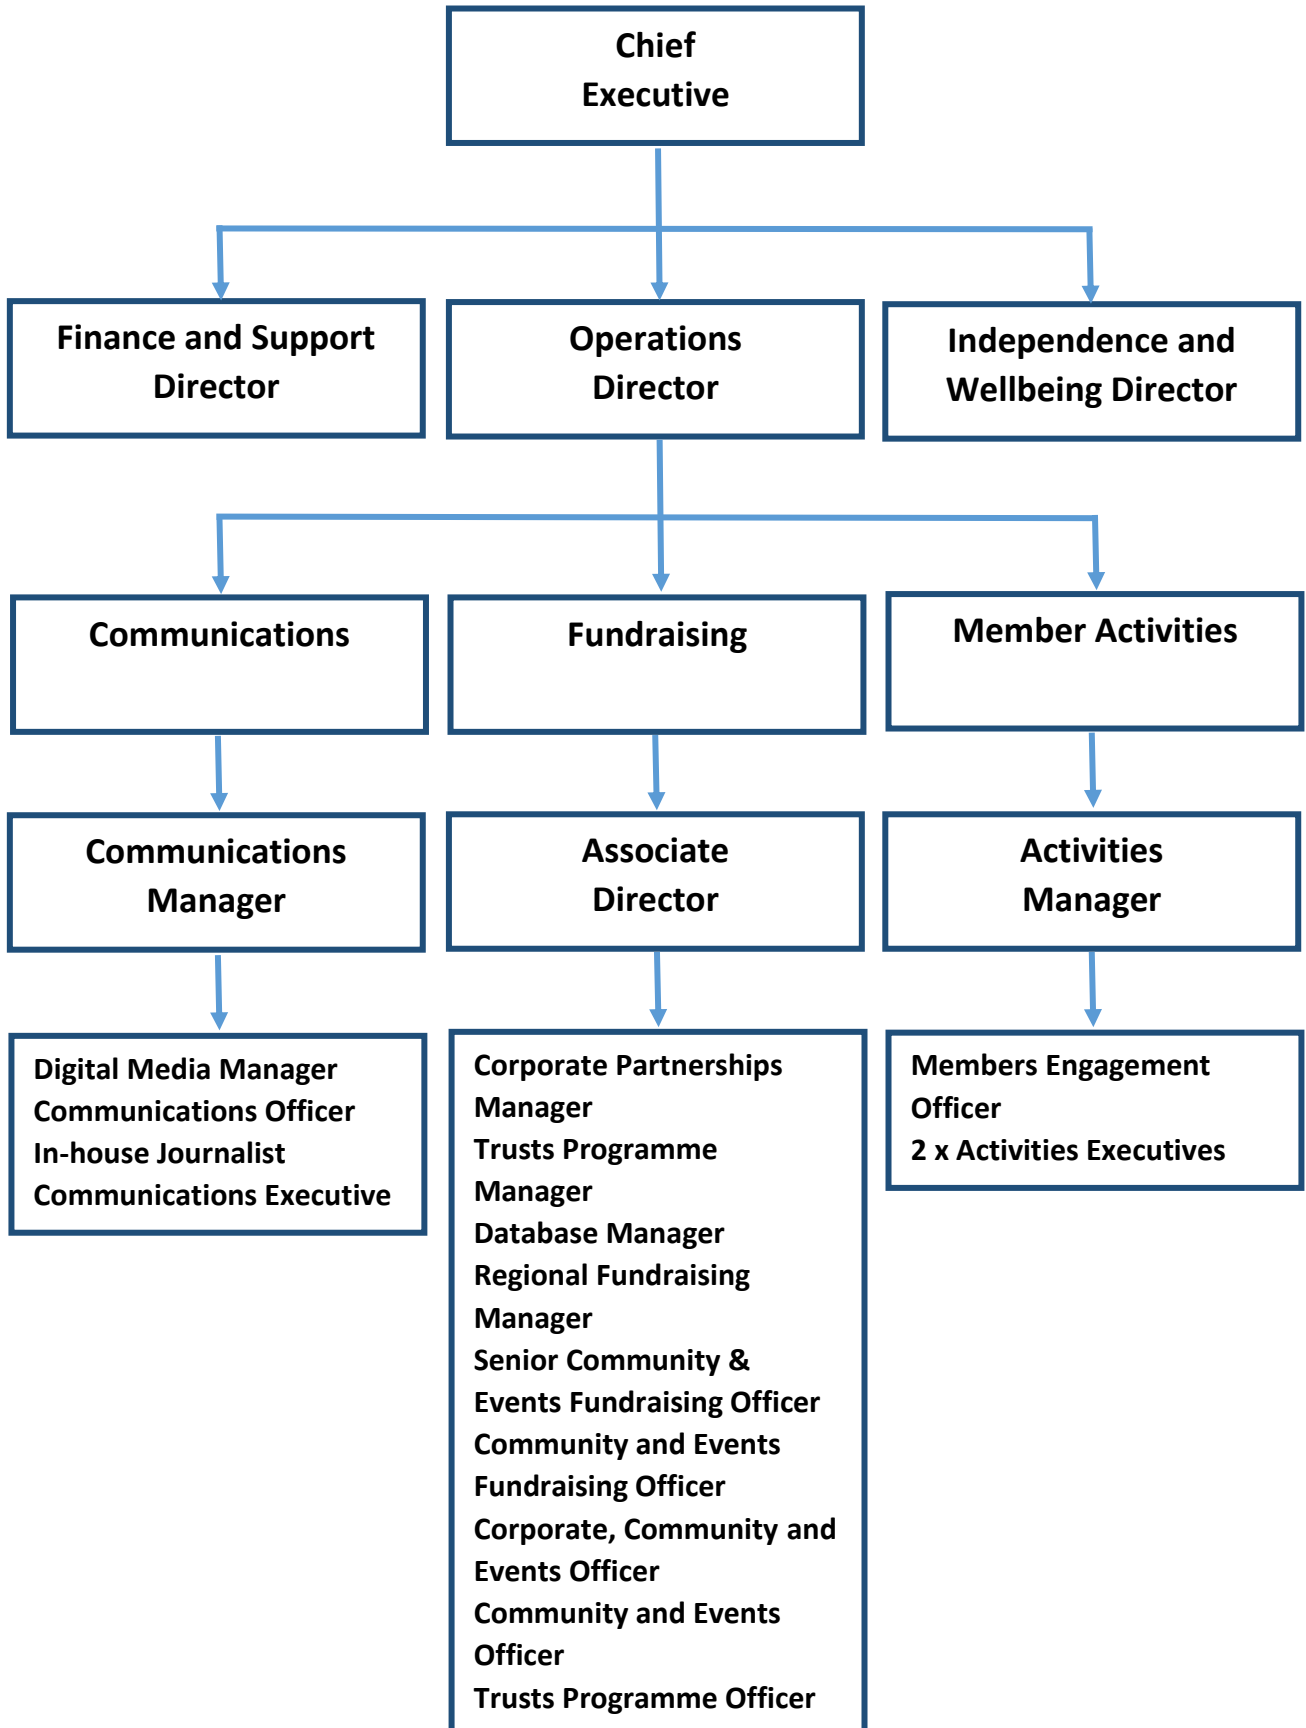 Chief
Executive
Finance and Support
Director
Operations
Director
Independence and
Wellbeing Director
Communications
Fundraising
Member Activities
Communications
Manager
Associate
Director
Activities
Manager
Digital Media Manager
Communications Officer
In-house Journalist
Communications Executive
Corporate Partnerships
Manager
Trusts Programme
Manager
Database Manager
Regional Fundraising
Manager
Senior Community &
Events Fundraising Officer
Community and Events
Fundraising Officer
Corporate, Community and
Events Officer
Community and Events
Officer
Trusts Programme Officer
Members Engagement
Officer
2 x Activities Executives